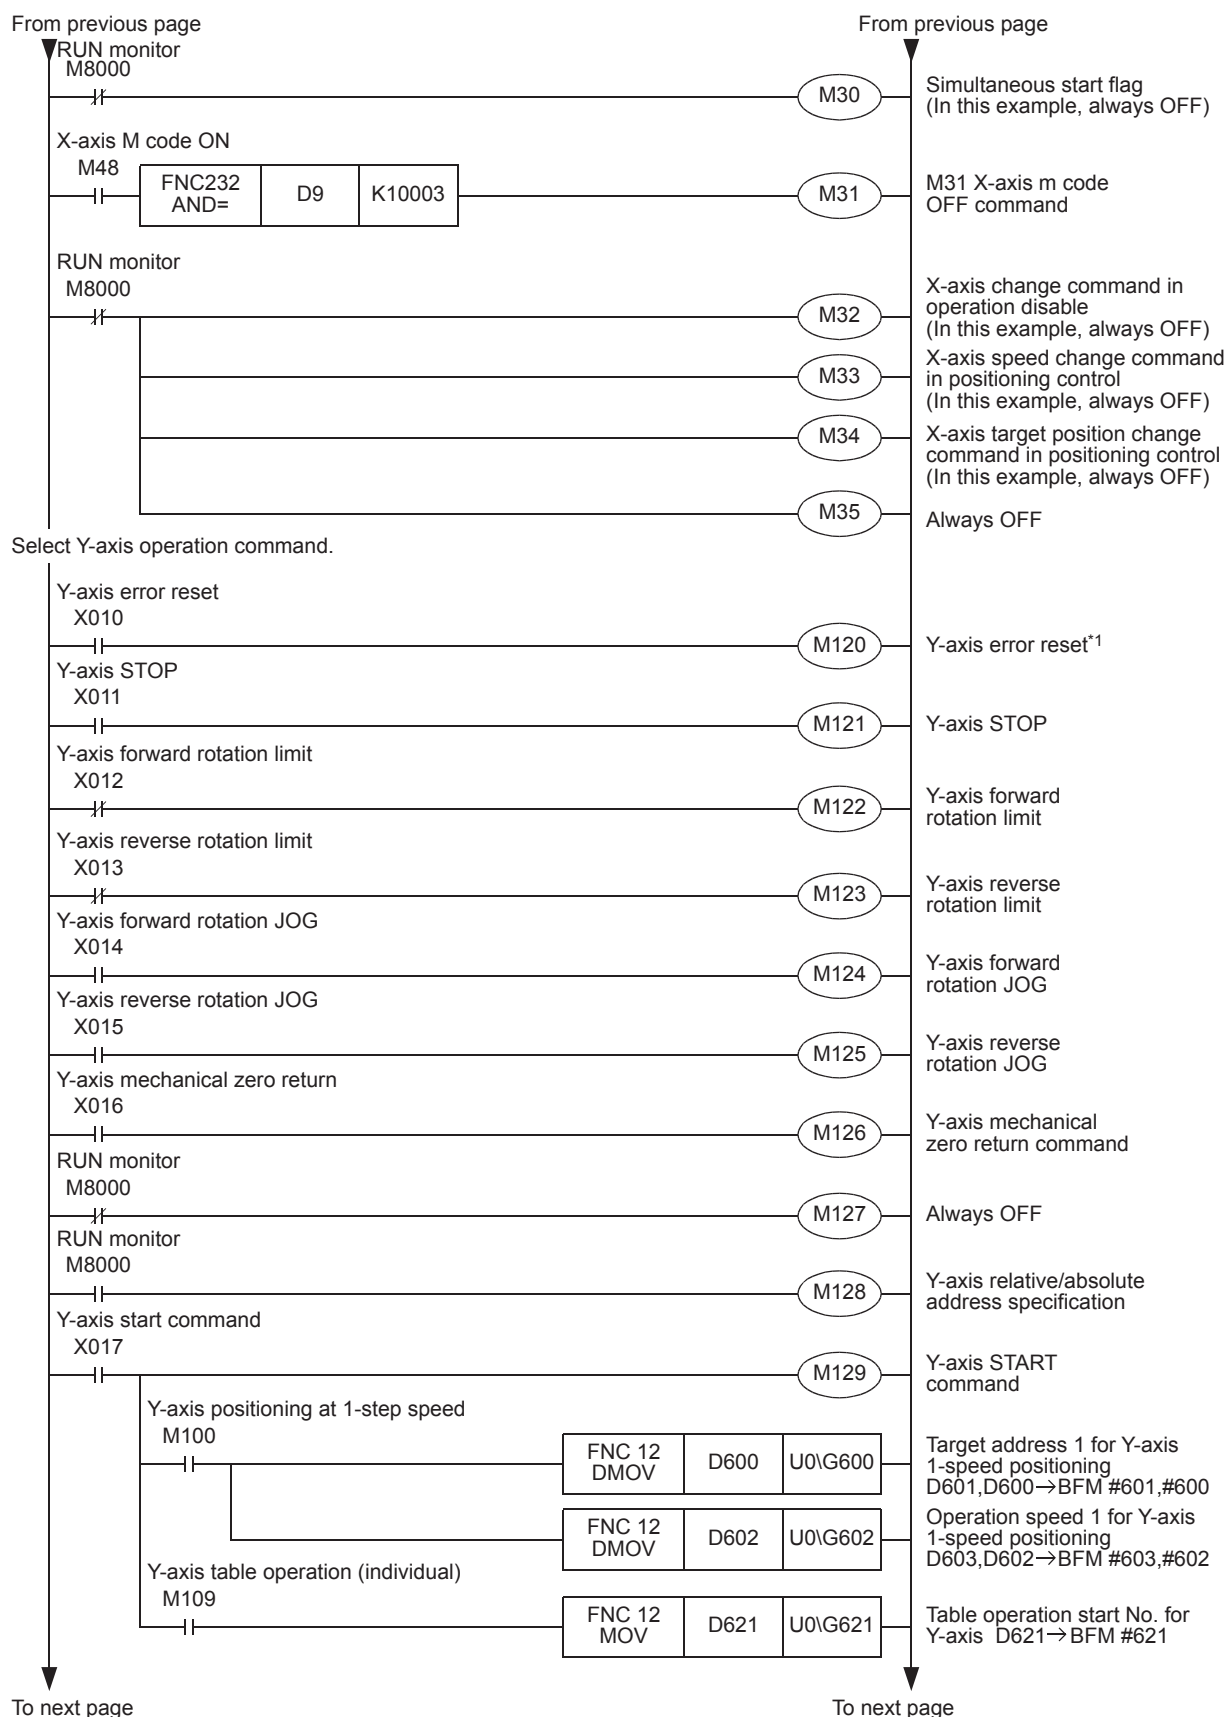 From previous page
From previous page
RUN monitor
M8000
M30
Simultaneous start flag
(In this example, always OFF)
X-axis M code ON
M48
FNC232
AND=
D9
K10003
M31
M31 X-axis m code
OFF command
RUN monitor
M8000
M32
X-axis change command in
operation disable
(In this example, always OFF)
M33
X-axis speed change command
in positioning control
(In this example, always OFF)
M34
X-axis target position change
command in positioning control
(In this example, always OFF)
M35
Always OFF
Select Y-axis operation command.
Y-axis error reset
X010
M120
Y-axis error reset*1
Y-axis STOP
X011
M121
Y-axis STOP
Y-axis forward rotation limit
X012
M122
Y-axis forward
rotation limit
Y-axis reverse rotation limit
X013
M123
Y-axis reverse
rotation limit
Y-axis forward rotation JOG
X014
M124
Y-axis forward
rotation JOG
Y-axis reverse rotation JOG
X015
M125
Y-axis reverse
rotation JOG
Y-axis mechanical zero return
X016
M126
Y-axis mechanical
zero return command
RUN monitor
M8000
M127
Always OFF
RUN monitor
M8000
M128
Y-axis relative/absolute
address specification
Y-axis start command
X017
M129
Y-axis START
command
Y-axis positioning at 1-step speed
M100
FNC 12
DMOV
D600
U0\G600
Target address 1 for Y-axis
1-speed positioning
D601,D600→BFM #601,#600
FNC 12
DMOV
D602
U0\G602
Operation speed 1 for Y-axis
1-speed positioning
D603,D602→BFM #603,#602
Y-axis table operation (individual)
M109
FNC 12
MOV
D621
U0\G621
Table operation start No. for
Y-axis D621→BFM #621
To next page
To next page